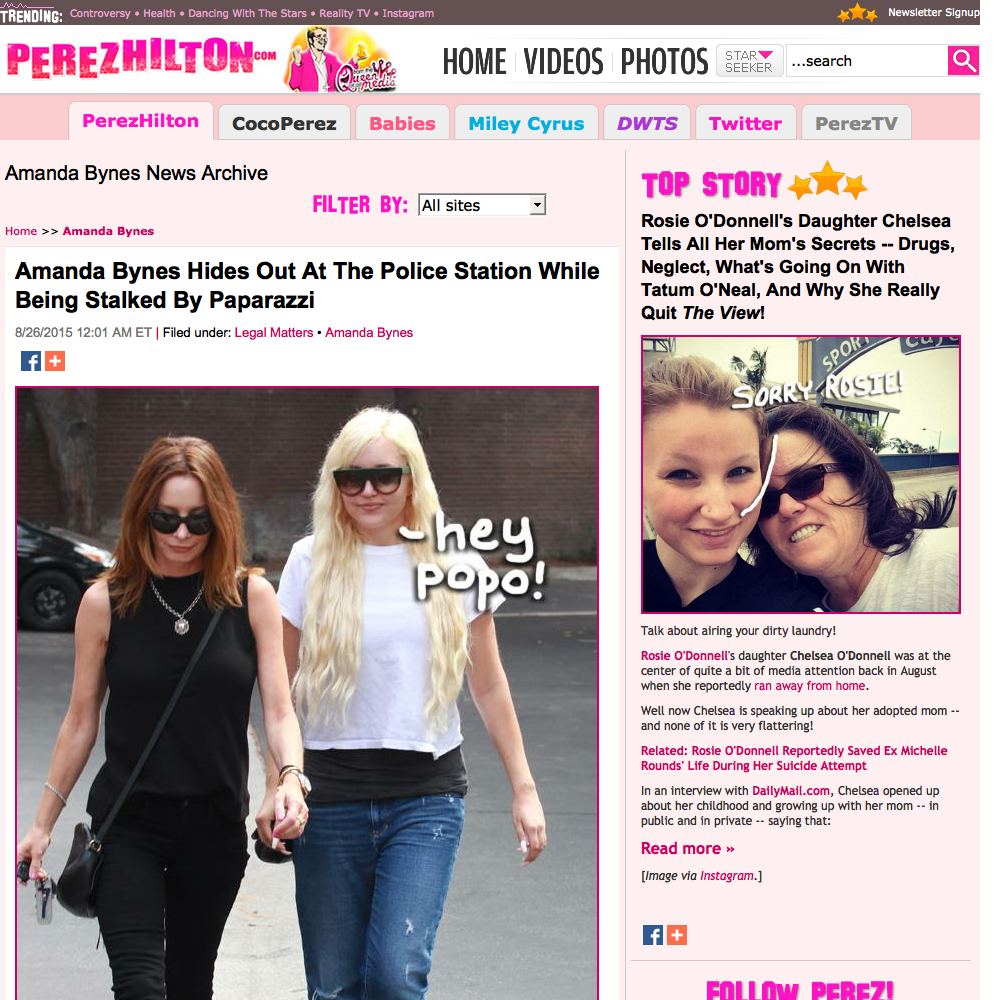 TRENDING: Controversy • Health • Dancing With The Stars • Reality TV • Instagram
Newsletter Signup
PEREZHILTON.COM
Queen of media
HOME VIDEOS PHOTOS
STAR SEEKER
...search
PerezHilton CocoPerez Babies Miley Cyrus DWTS Twitter PerezTV
Amanda Bynes News Archive
FILTER BY: All sites
Home >> Amanda Bynes
Amanda Bynes Hides Out At The Police Station While
Being Stalked By Paparazzi
8/26/2015 12:01 AM ET | Filed under: Legal Matters • Amanda Bynes
-hey
popo!
TOP STORY
Rosie O'Donnell's Daughter Chelsea
Tells All Her Mom's Secrets -- Drugs,
Neglect, What's Going On With
Tatum O'Neal, And Why She Really
Quit The View!
SPORT
SORRY ROSIE!
Talk about airing your dirty laundry!
Rosie O'Donnell's daughter Chelsea O'Donnell was at the
center of quite a bit of media attention back in August
when she reportedly ran away from home.
Well now Chelsea is speaking up about her adopted mom --
and none of it is very flattering!
Related: Rosie O'Donnell Reportedly Saved Ex Michelle
Rounds' Life During Her Suicide Attempt
In an interview with DailyMail.com, Chelsea opened up
about her childhood and growing up with her mom -- in
public and in private -- saying that:
Read more »
[Image via Instagram.]
FOLLOW PEREZ!